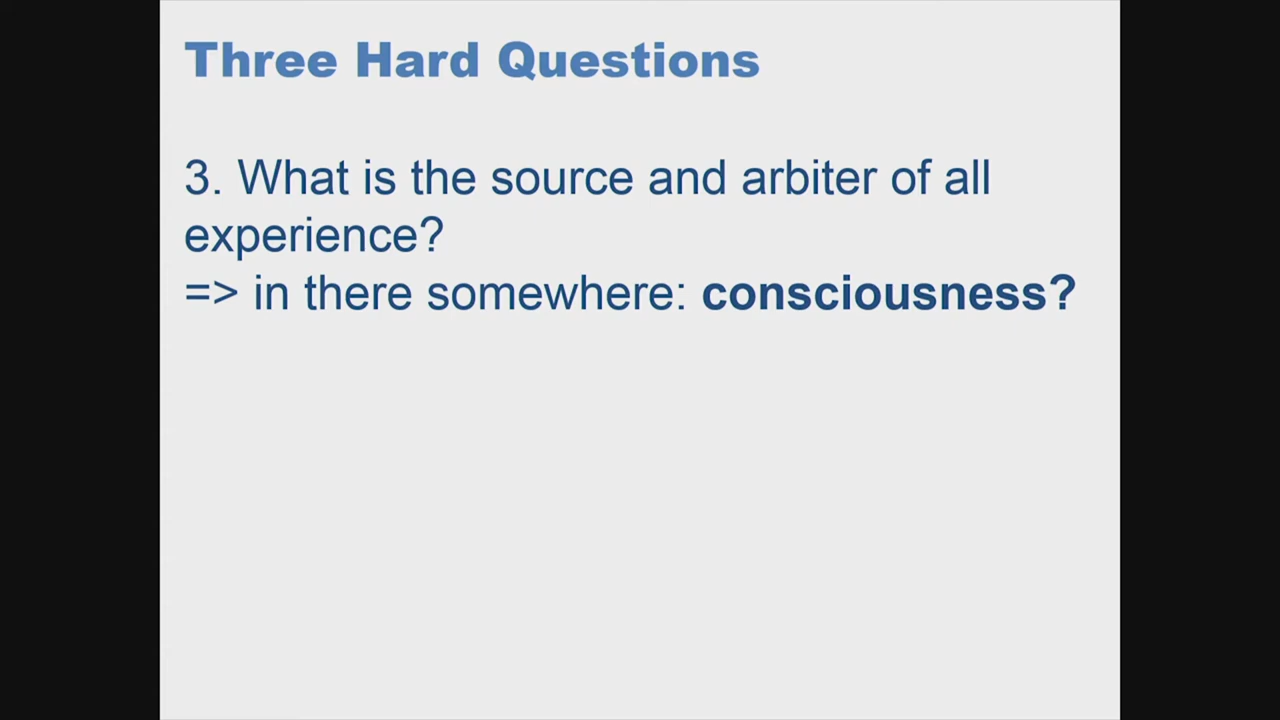 Three Hard Questions
3. What is the source and arbiter of all
experience?
=> in there somewhere: consciousness?